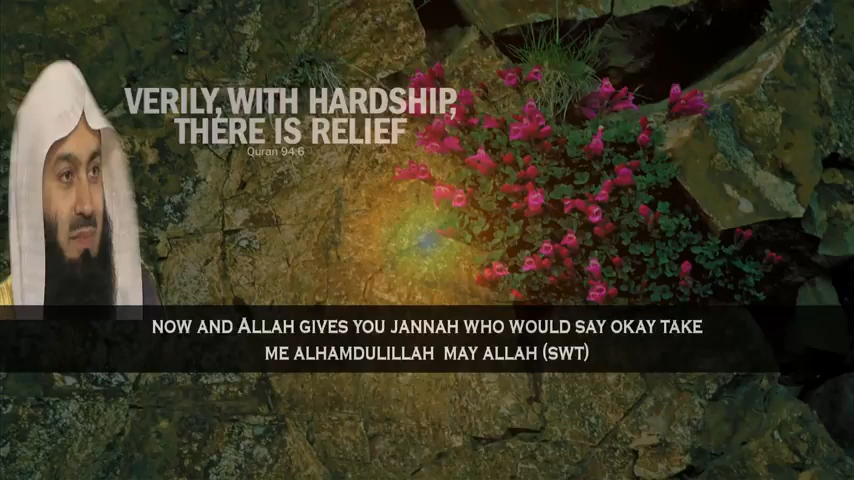 VERILY, WITH HARDSHIP,
THERE IS RELIEF
Quran 94:6
NOW AND ALLAH GIVES YOU JANNAH WHO WOULD SAY OKAY TAKE
ME ALHAMDULILLAH MAY ALLAH (SWT)